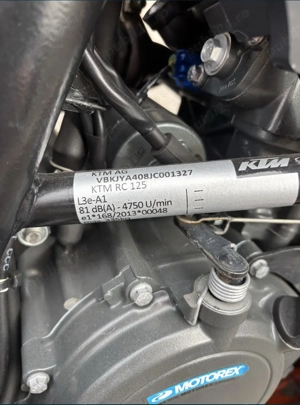 KTM AG
VBKJYA408JC001327
KTM RC 125
L3e-A1
81 dB(A) - 4750 U/min
e1*168/2013*00048
KTM
MOTOREX